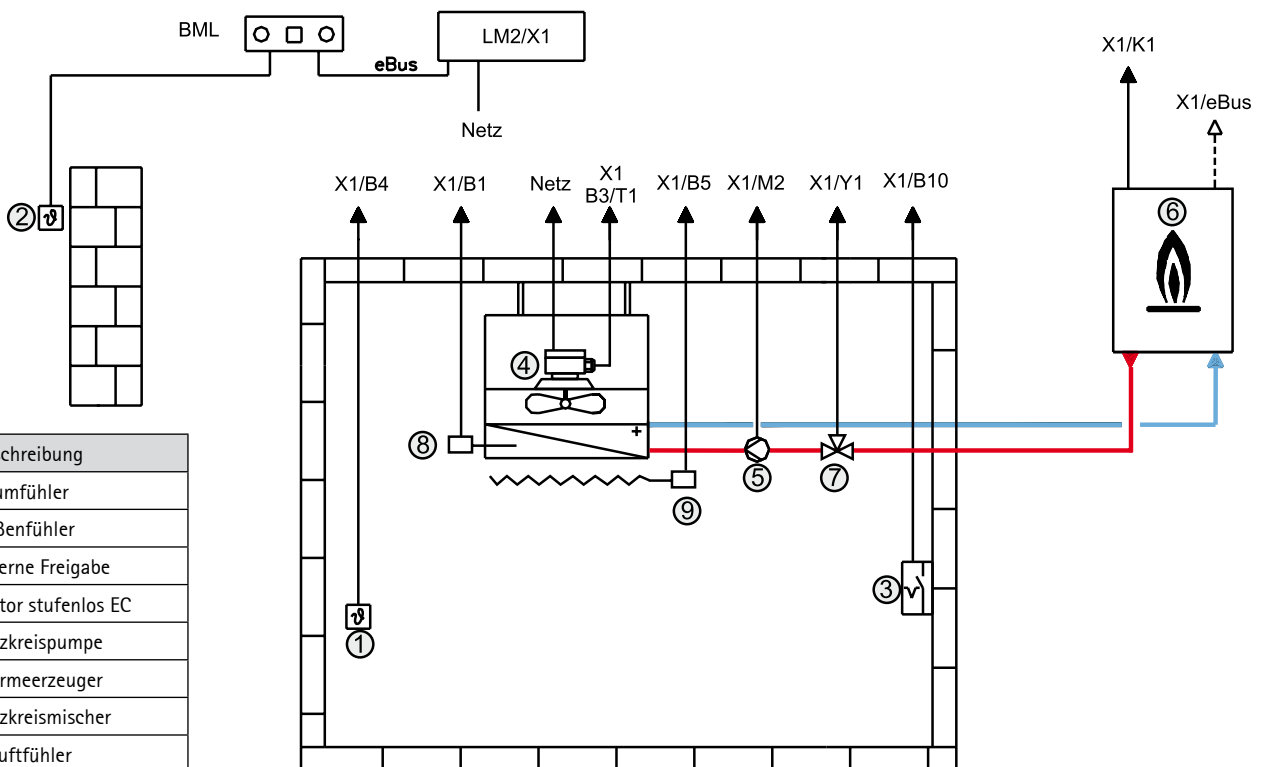 BML
LM2/X1
eBus
Netz
X1/K1
X1/eBus
X1/B4
X1/B1
Netz
X1
B3/T1
X1/B5
X1/M2
X1/Y1
X1/B10
2
6
4
8
5
7
9
3
1
+
schreibung
umfühler
ßenfühler
erne Freigabe
tor stufenlos EC
zkreispumpe
rmeerzeuger
zkreismischer
uftfühler